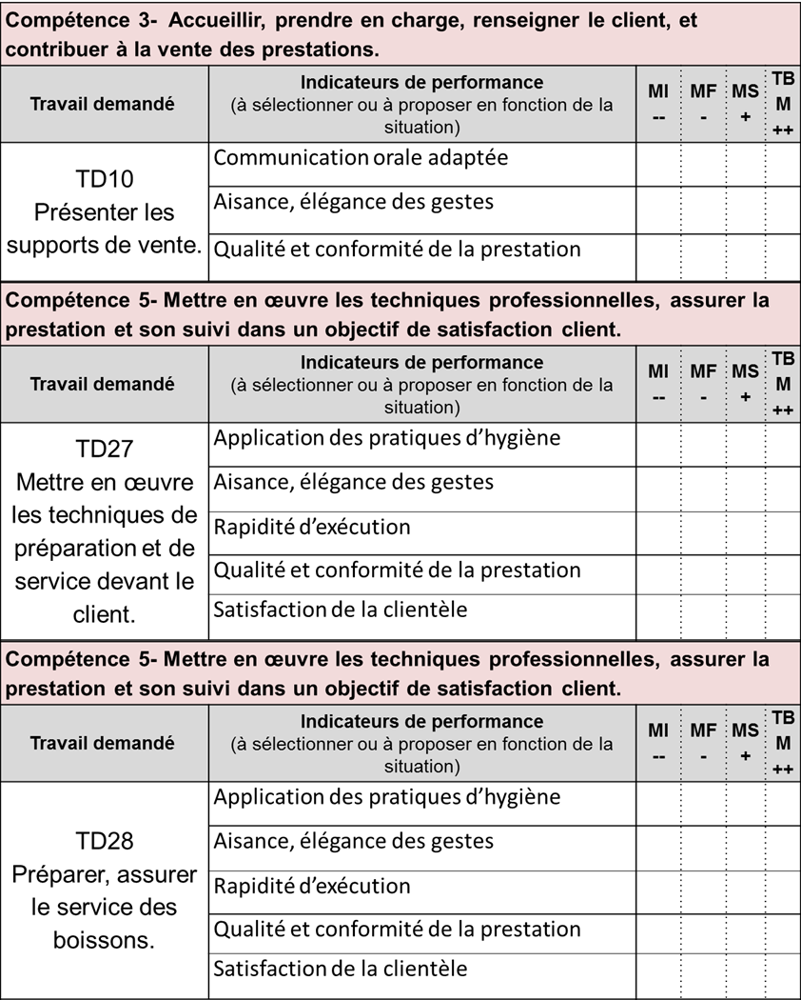 Compétence 3- Accueillir, prendre en charge, renseigner le client, et
contribuer à la vente des prestations.
Travail demandé
Indicateurs de performance
(à sélectionner ou à proposer en fonction de la
situation)
MI
--
MF
-
MS
+
TB
M
++
TD10
Présenter les
supports de vente.
Communication orale adaptée
Aisance, élégance des gestes
Qualité et conformité de la prestation
Compétence 5- Mettre en œuvre les techniques professionnelles, assurer la
prestation et son suivi dans un objectif de satisfaction client.
Travail demandé
Indicateurs de performance
(à sélectionner ou à proposer en fonction de la
situation)
MI
--
MF
-
MS
+
TB
M
++
TD27
Mettre en œuvre
les techniques de
préparation et de
service devant le
client.
Application des pratiques d’hygiène
Aisance, élégance des gestes
Rapidité d’exécution
Qualité et conformité de la prestation
Satisfaction de la clientèle
Compétence 5- Mettre en œuvre les techniques professionnelles, assurer la
prestation et son suivi dans un objectif de satisfaction client.
Travail demandé
Indicateurs de performance
(à sélectionner ou à proposer en fonction de la
situation)
MI
--
MF
-
MS
+
TB
M
++
TD28
Préparer, assurer
le service des
boissons.
Application des pratiques d’hygiène
Aisance, élégance des gestes
Rapidité d’exécution
Qualité et conformité de la prestation
Satisfaction de la clientèle